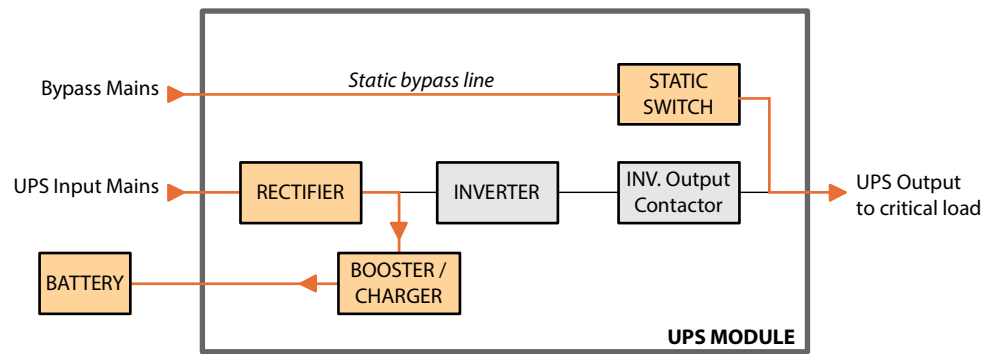 Bypass Mains
Static bypass line
STATIC
SWITCH
UPS Input Mains
RECTIFIER
INVERTER
INV. Output
Contactor
UPS Output
to critical load
BATTERY
BOOSTER /
CHARGER
UPS MODULE